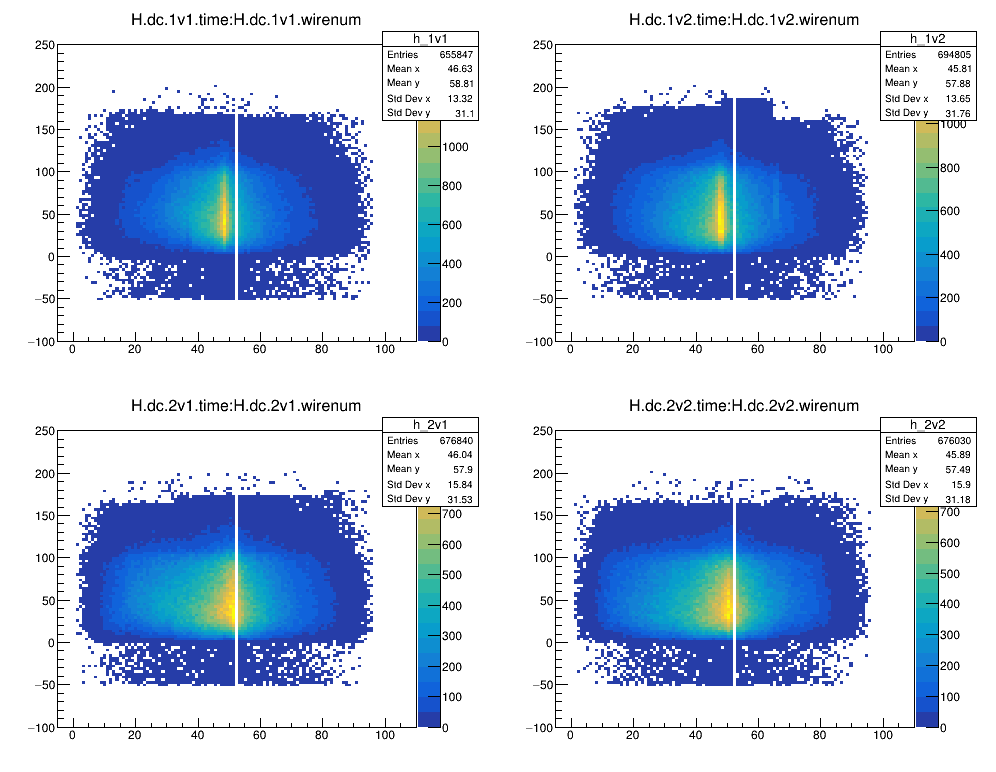 H.dc.1v1.time:H.dc.1v1.wirenum
h_1v1
Entries 655847
Mean x 46.63
Mean y 58.81
Std Dev x 13.32
Std Dev y 31.1
250
200
150
100
50
0
−50
−100
0 20 40 60 80 100
1000
800
600
400
200
0
H.dc.1v2.time:H.dc.1v2.wirenum
h_1v2
Entries 694805
Mean x 45.81
Mean y 57.88
Std Dev x 13.65
Std Dev y 31.76
250
200
150
100
50
0
−50
−100
0 20 40 60 80 100
1000
800
600
400
200
0
H.dc.2v1.time:H.dc.2v1.wirenum
h_2v1
Entries 676840
Mean x 46.04
Mean y 57.9
Std Dev x 15.84
Std Dev y 31.53
250
200
150
100
50
0
−50
−100
0 20 40 60 80 100
700
600
500
400
300
200
100
0
H.dc.2v2.time:H.dc.2v2.wirenum
h_2v2
Entries 676030
Mean x 45.89
Mean y 57.49
Std Dev x 15.9
Std Dev y 31.18
250
200
150
100
50
0
−50
−100
0 20 40 60 80 100
700
600
500
400
300
200
100
0